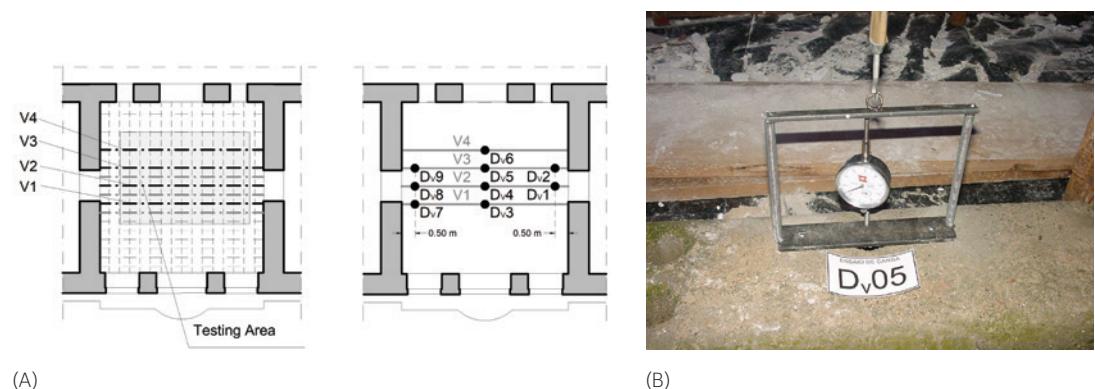 V4
V3
V2
V1
Testing Area
V4
V3
V2
V1
Dv6
Dv9
Dv5
Dv2
Dv8
Dv4
Dv1
Dv7
Dv3
0.50 m
0.50 m
ENSAIO DE CARGA
Dv05
(A)
(B)